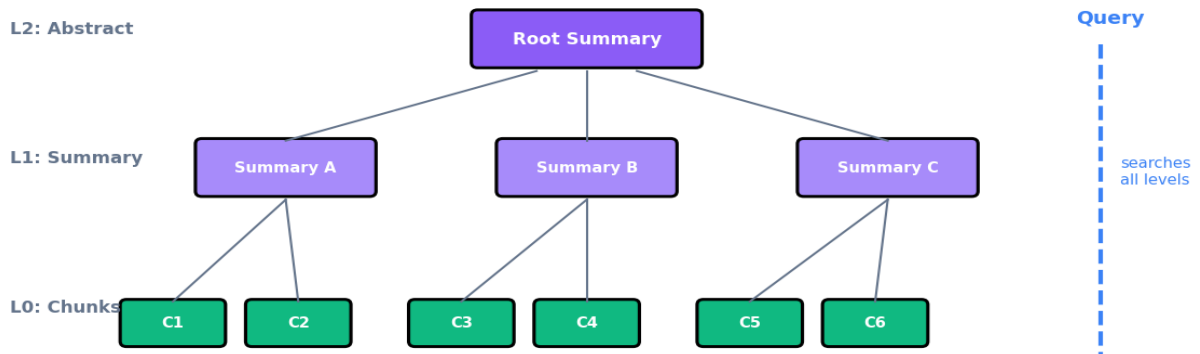 L2: Abstract
Root Summary
Query
L1: Summary
Summary A
Summary B
Summary C
searches
all levels
L0: Chunks
C1
C2
C3
C4
C5
C6